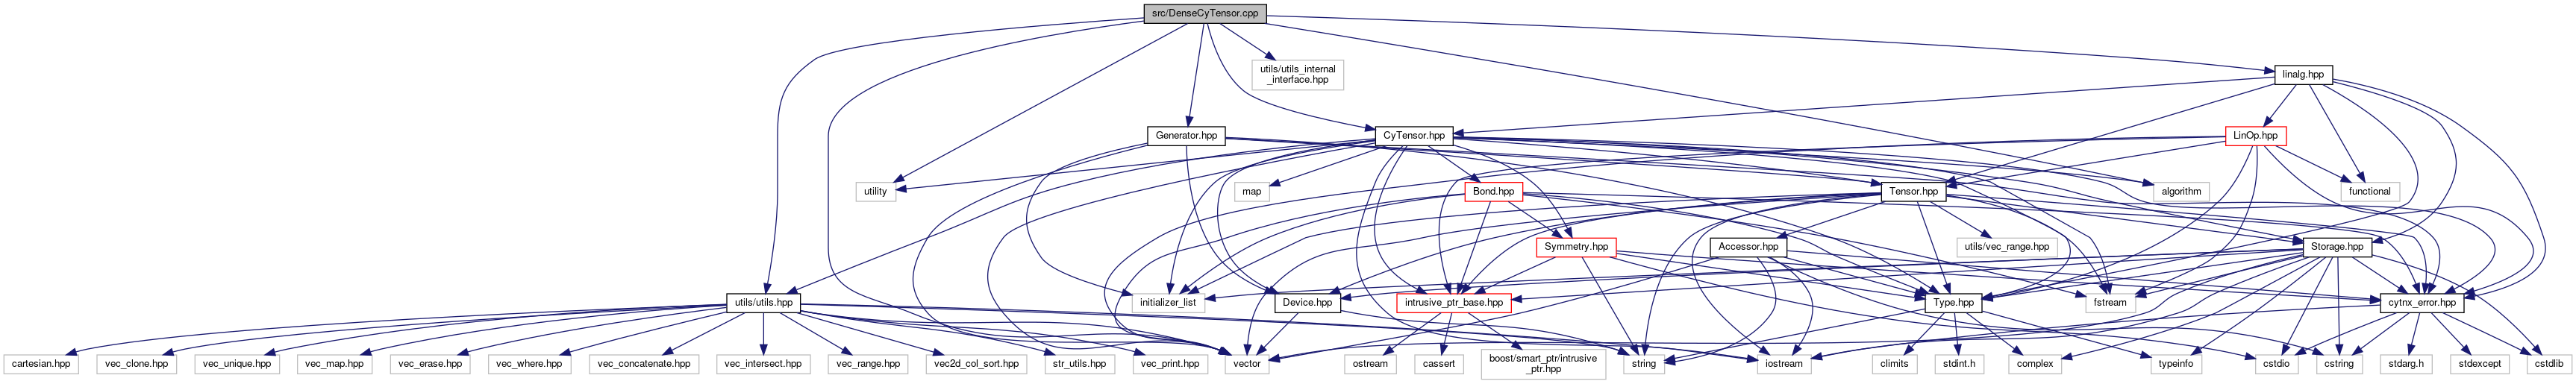 src/DenseCyTensor.cpp
utils/utils_internal
_interface.hpp
linalg.hpp
Generator.hpp
CyTensor.hpp
LinOp.hpp
utility
map
Bond.hpp
Tensor.hpp
algorithm
functional
Symmetry.hpp
Accessor.hpp
utils/vec_range.hpp
Storage.hpp
utils/utils.hpp
initializer_list
Device.hpp
intrusive_ptr_base.hpp
Type.hpp
fstream
cytnx_error.hpp
cartesian.hpp
vec_clone.hpp
vec_unique.hpp
vec_map.hpp
vec_erase.hpp
vec_where.hpp
vec_concatenate.hpp
vec_intersect.hpp
vec_range.hpp
vec2d_col_sort.hpp
str_utils.hpp
vec_print.hpp
vector
ostream
cassert
boost/smart_ptr/intrusive
_ptr.hpp
string
iostream
climits
stdint.h
complex
typeinfo
cstdio
cstring
stdarg.h
stdexcept
cstdlib